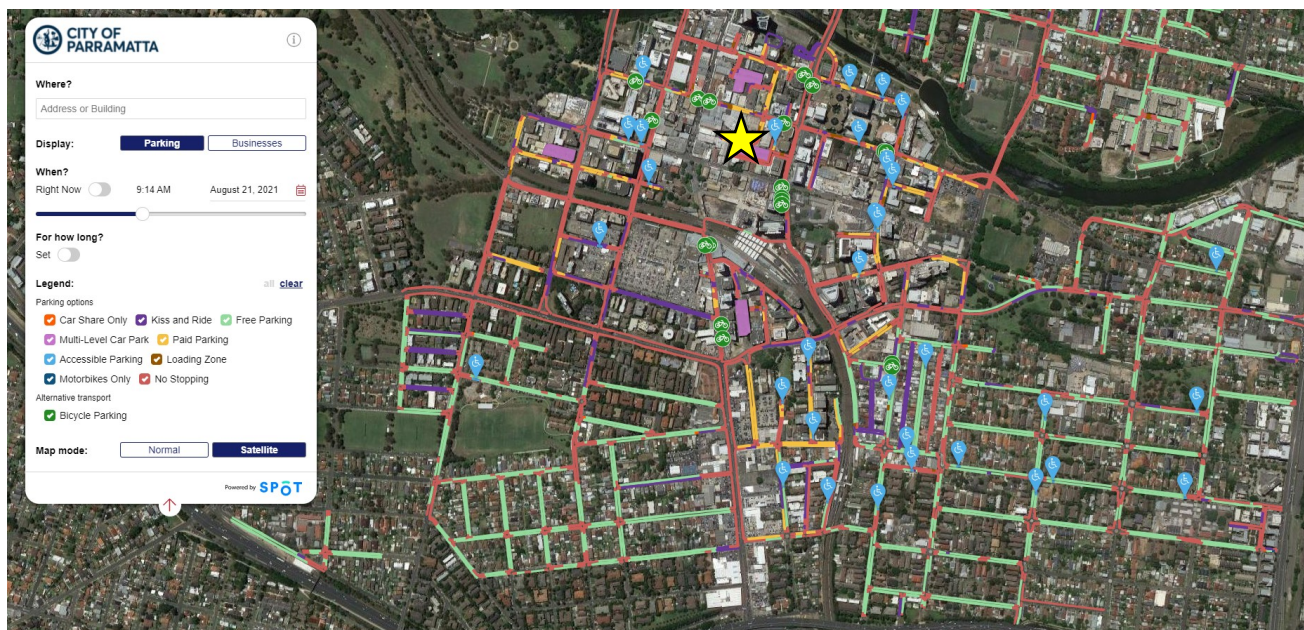 CITY OF
PARRAMATTA
Where?
Address or Building
Display: Parking Businesses
When?
Right Now 9:14 AM August 21, 2021
For how long?
Set
Legend: all clear
Parking options
Car Share Only Kiss and Ride Free Parking
Multi-Level Car Park Paid Parking
Accessible Parking Loading Zone
Motorbikes Only No Stopping
Alternative transport
Bicycle Parking
Map mode: Normal Satellite
Powered by SPOT